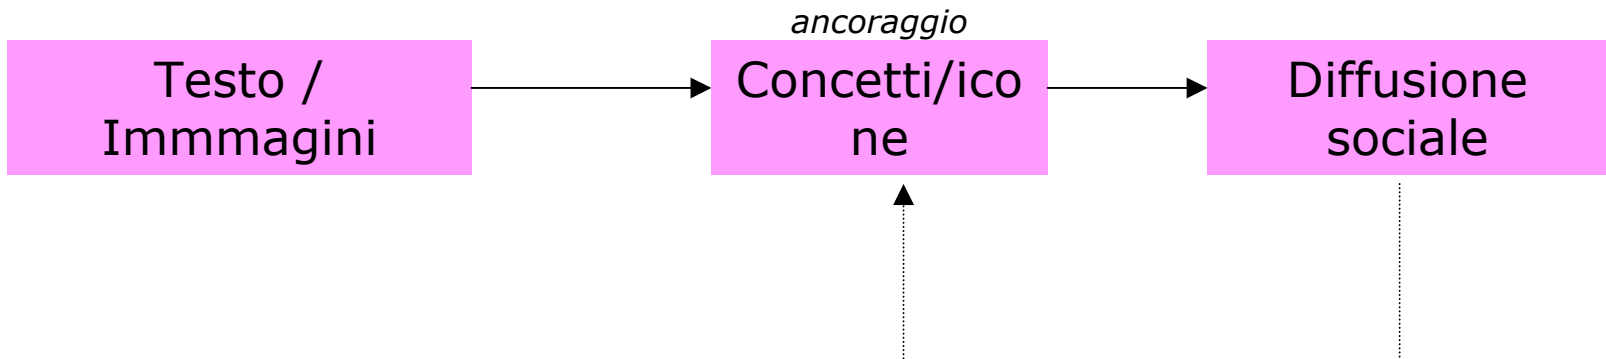 ancoraggio
Testo /
Immmagini
Concetti/ico
ne
Diffusione
sociale